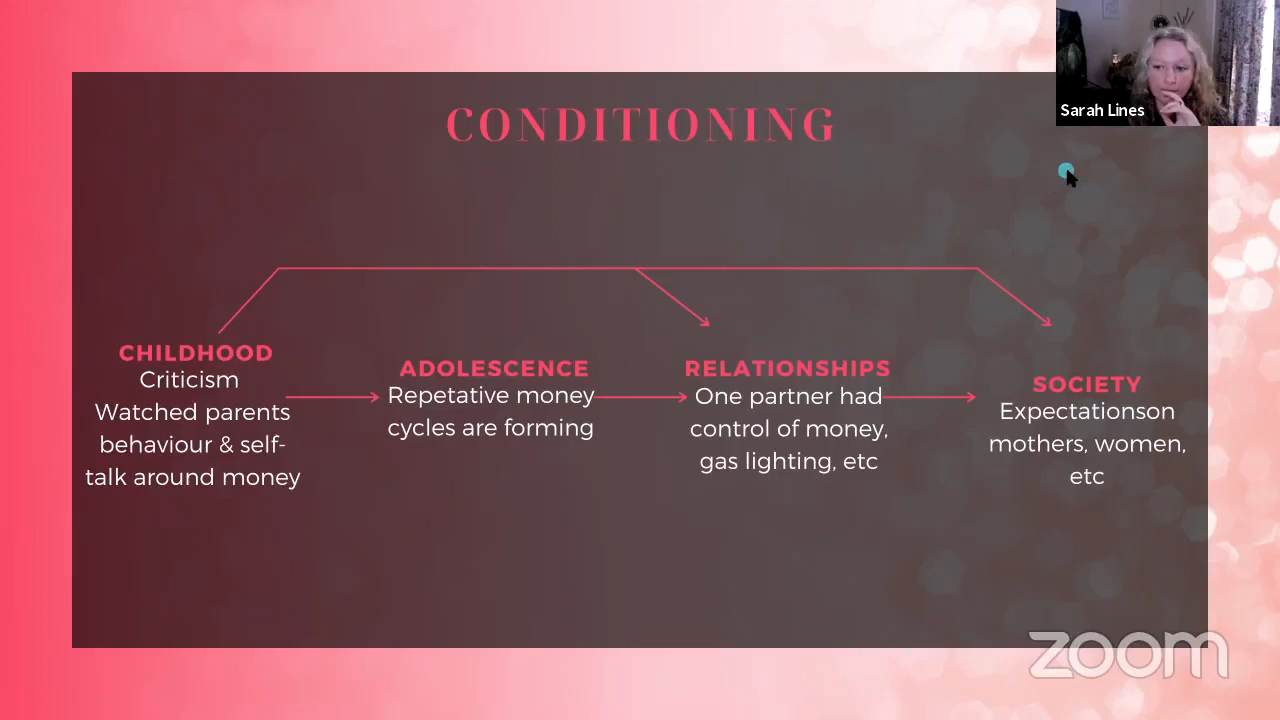 Sarah Lines
CONDITIONING
CHILDHOOD
Criticism
Watched parents
behaviour & self-
talk around money
ADOLESCENCE
Repetative money
cycles are forming
RELATIONSHIPS
One partner had
control of money,
gas lighting, etc
SOCIETY
Expectationson
mothers, women,
etc
zoom